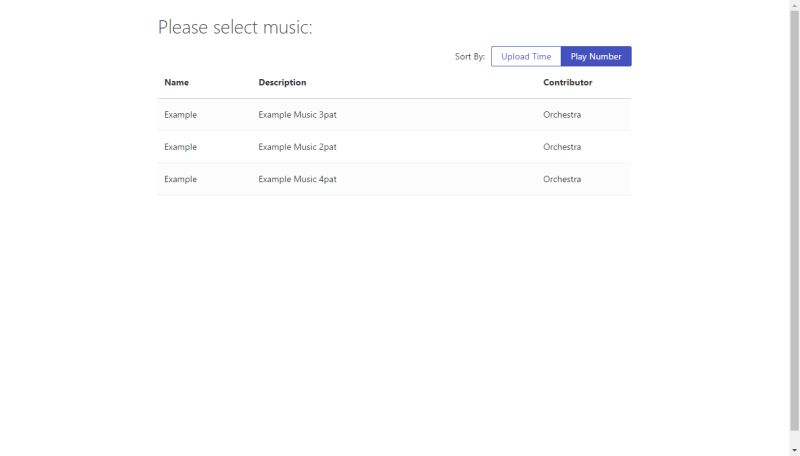 Please select music:
Sort By: Upload Time Play Number
Name Description Contributor
Example Example Music 3pat Orchestra
Example Example Music 2pat Orchestra
Example Example Music 4pat Orchestra